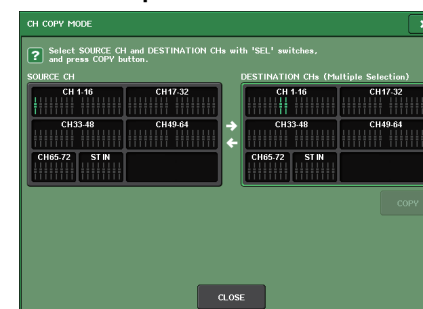 CH COPY MODE
? Select SOURCE CH and DESTINATION CHs with 'SEL' switches,
and press COPY button.
SOURCE CH
CH 1-16 CH17-32
CH33-48 CH49-64
CH65-72 ST IN
DESTINATION CHs (Multiple Selection)
CH 1-16 CH17-32
CH33-48 CH49-64
CH65-72 ST IN
COPY
CLOSE